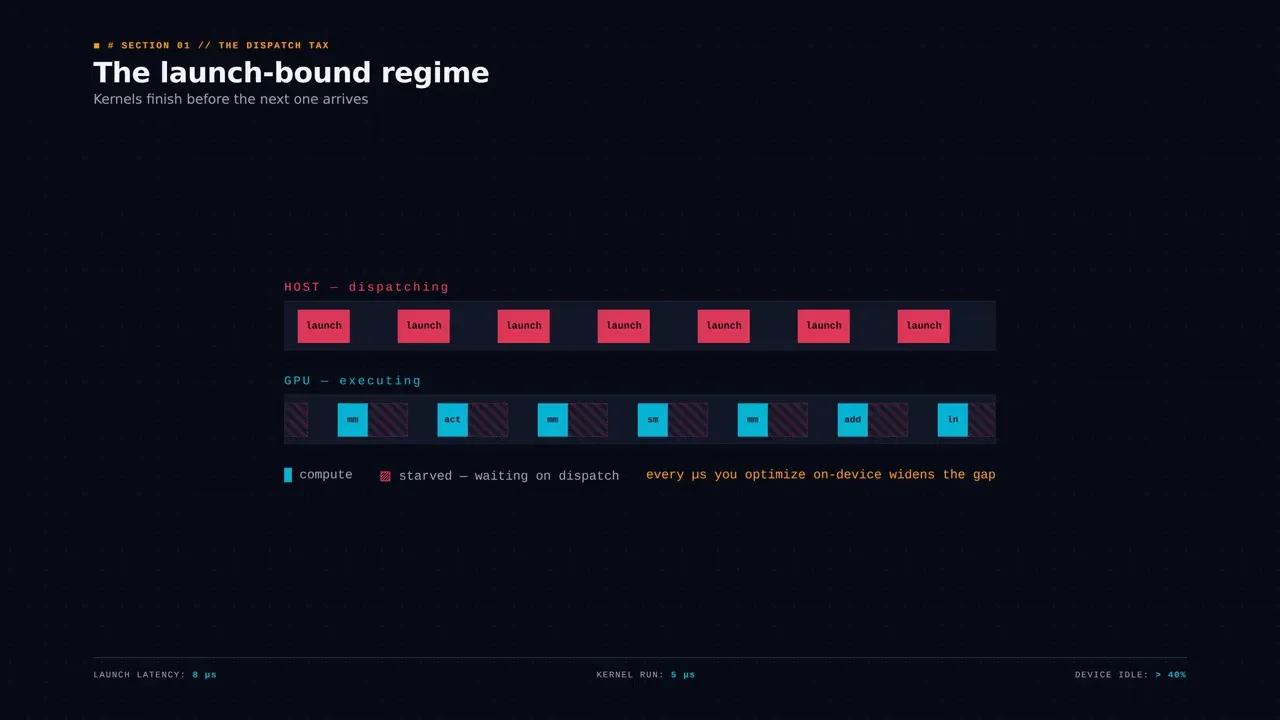 # SECTION 01 // THE DISPATCH TAX
The launch-bound regime
Kernels finish before the next one arrives
HOST — dispatching
launch launch launch launch launch launch launch
GPU — executing
mm act mm sm mm add ln
compute starved — waiting on dispatch every µs you optimize on-device widens the gap
LAUNCH LATENCY: 8 µs KERNEL RUN: 5 µs DEVICE IDLE: > 40%